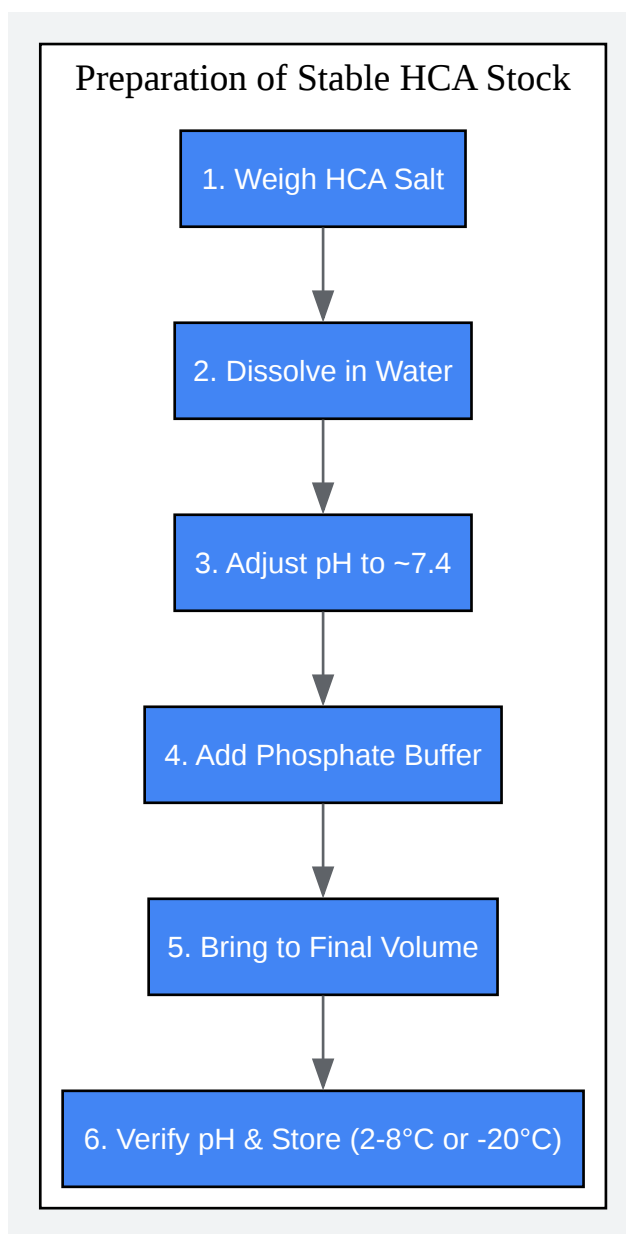 Preparation of Stable HCA Stock
1. Weigh HCA Salt
2. Dissolve in Water
3. Adjust pH to ~7.4
4. Add Phosphate Buffer
5. Bring to Final Volume
6. Verify pH & Store (2-8°C or -20°C)